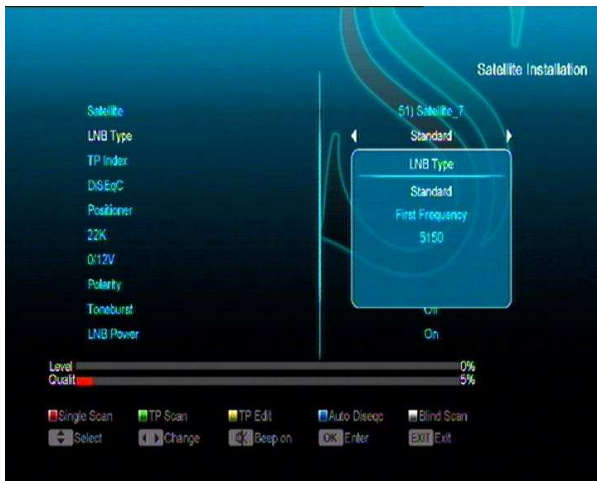 Satellite Installation
Satellite 51) Satellite_7
LNB Type Standard
TP Index LNB Type
DiSEqC Standard
Positioner First Frequency
22K 5150
0/12V
Polarity
Toneburst Off
LNB Power On
Level 0%
Qualit 5%
Single Scan TP Scan TP Edit Auto Diseqc Blind Scan
Select Change Beep on OK Enter EXIT Exit